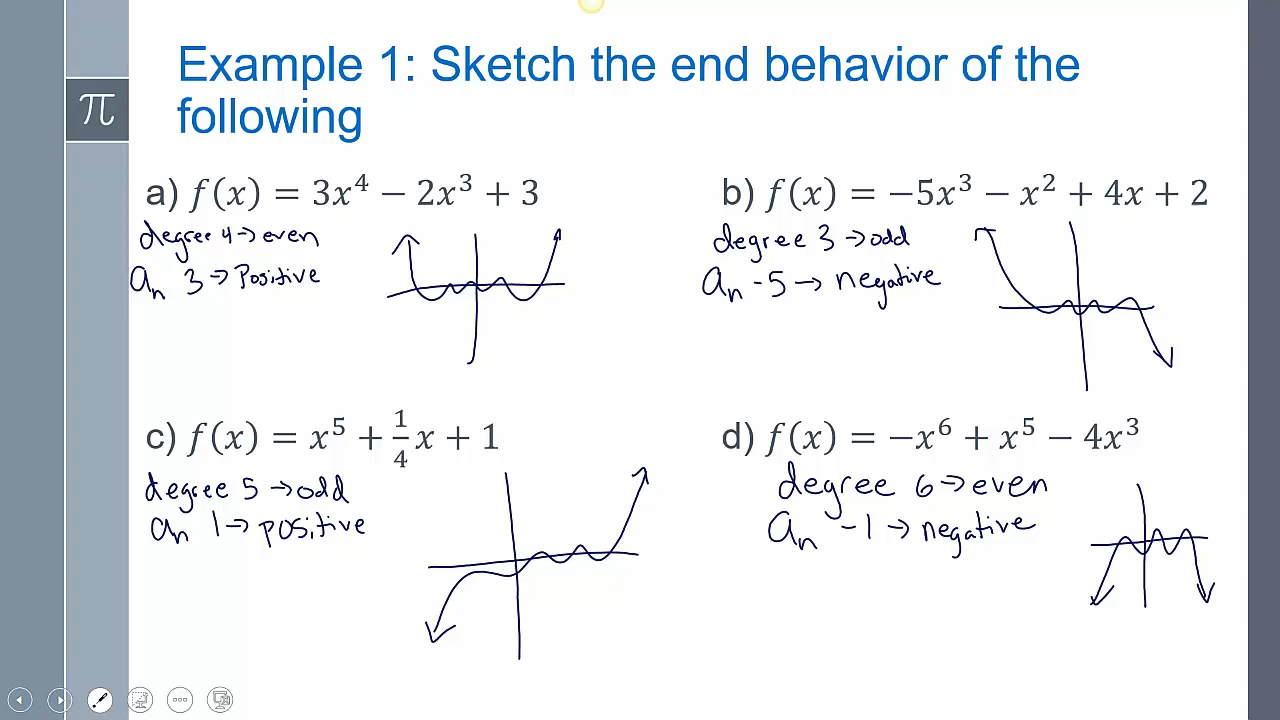 Example 1: Sketch the end behavior of the
following
π
a) f(x) = 3x⁴ − 2x³ + 3
degree 4 → even
aₙ 3 → Positive
b) f(x) = −5x³ − x² + 4x + 2
degree 3 → odd
aₙ -5 → negative
c) f(x) = x⁵ + 1/4 x + 1
degree 5 → odd
aₙ 1 → positive
d) f(x) = −x⁶ + x⁵ − 4x³
degree 6 → even
aₙ -1 → negative